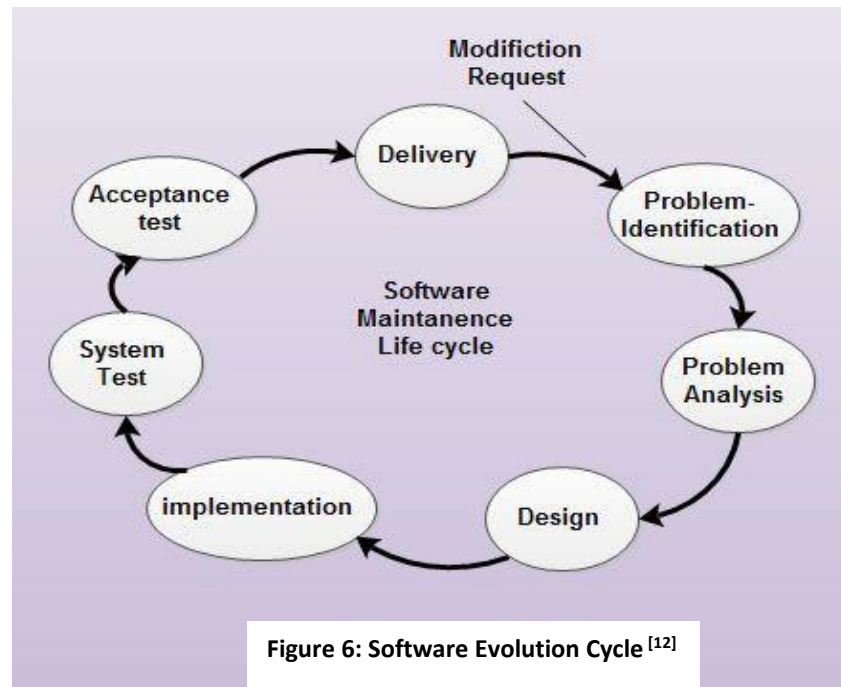 Modifiction
Request
Delivery
Acceptance
test
Problem-
Identification
Software
Maintanence
Life cycle
System
Test
Problem
Analysis
implementation
Design
Figure 6: Software Evolution Cycle [12]